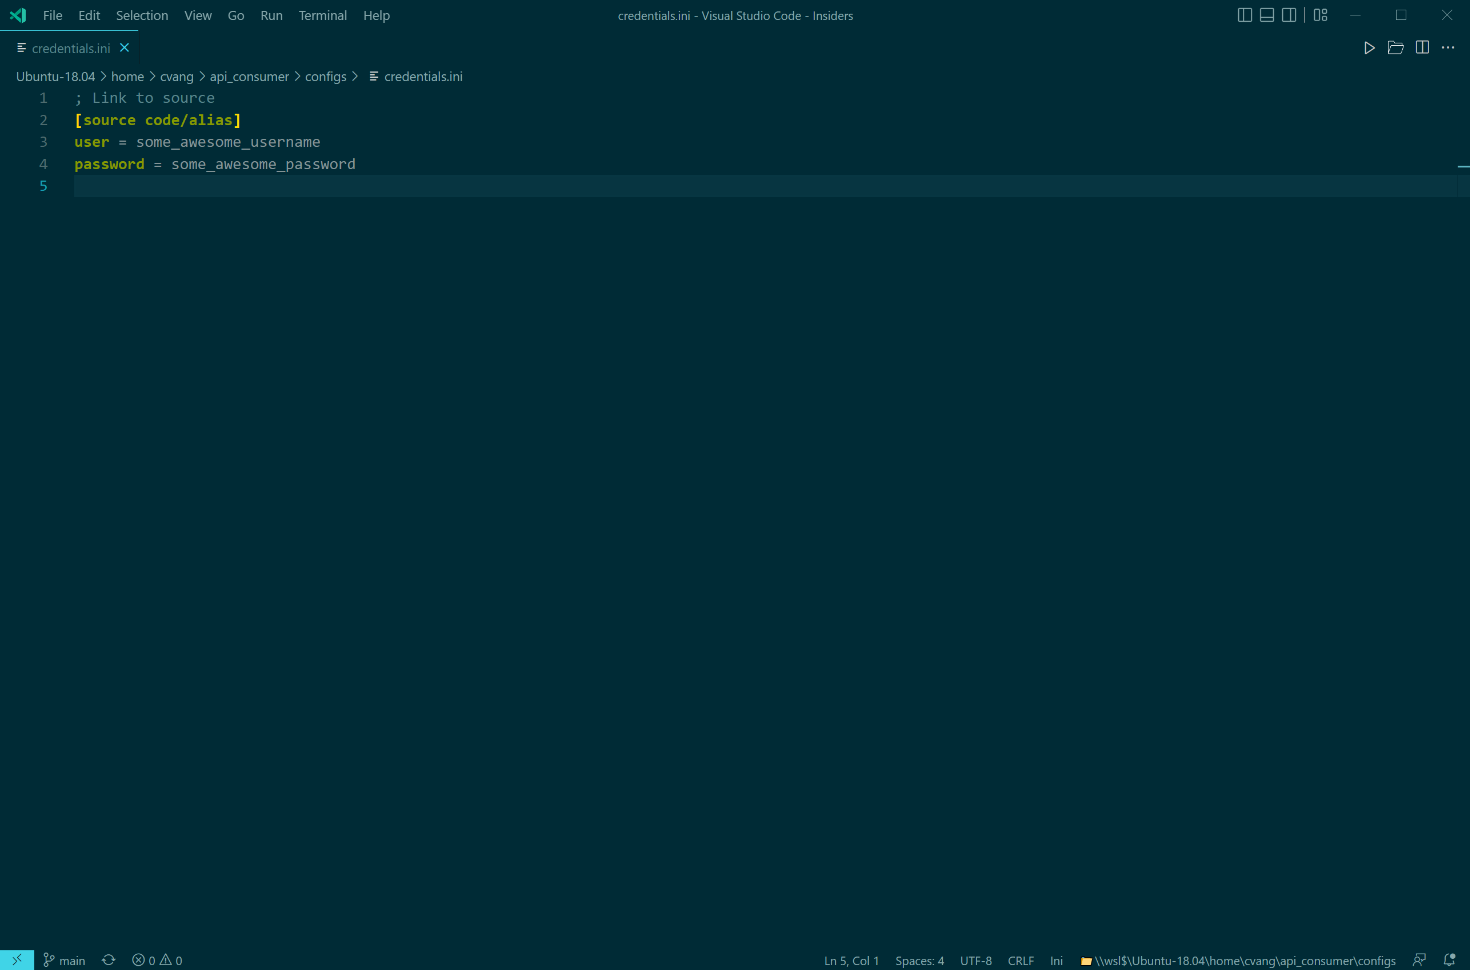 File Edit Selection View Go Run Terminal Help
credentials.ini - Visual Studio Code - Insiders
credentials.ini
Ubuntu-18.04 > home > cvang > api_consumer > configs > credentials.ini
1 ; Link to source
2 [source code/alias]
3 user = some_awesome_username
4 password = some_awesome_password
5
main 0 0 Ln 5, Col 1 Spaces: 4 UTF-8 CRLF Ini \\wsl$\Ubuntu-18.04\home\cvang\api_consumer\configs